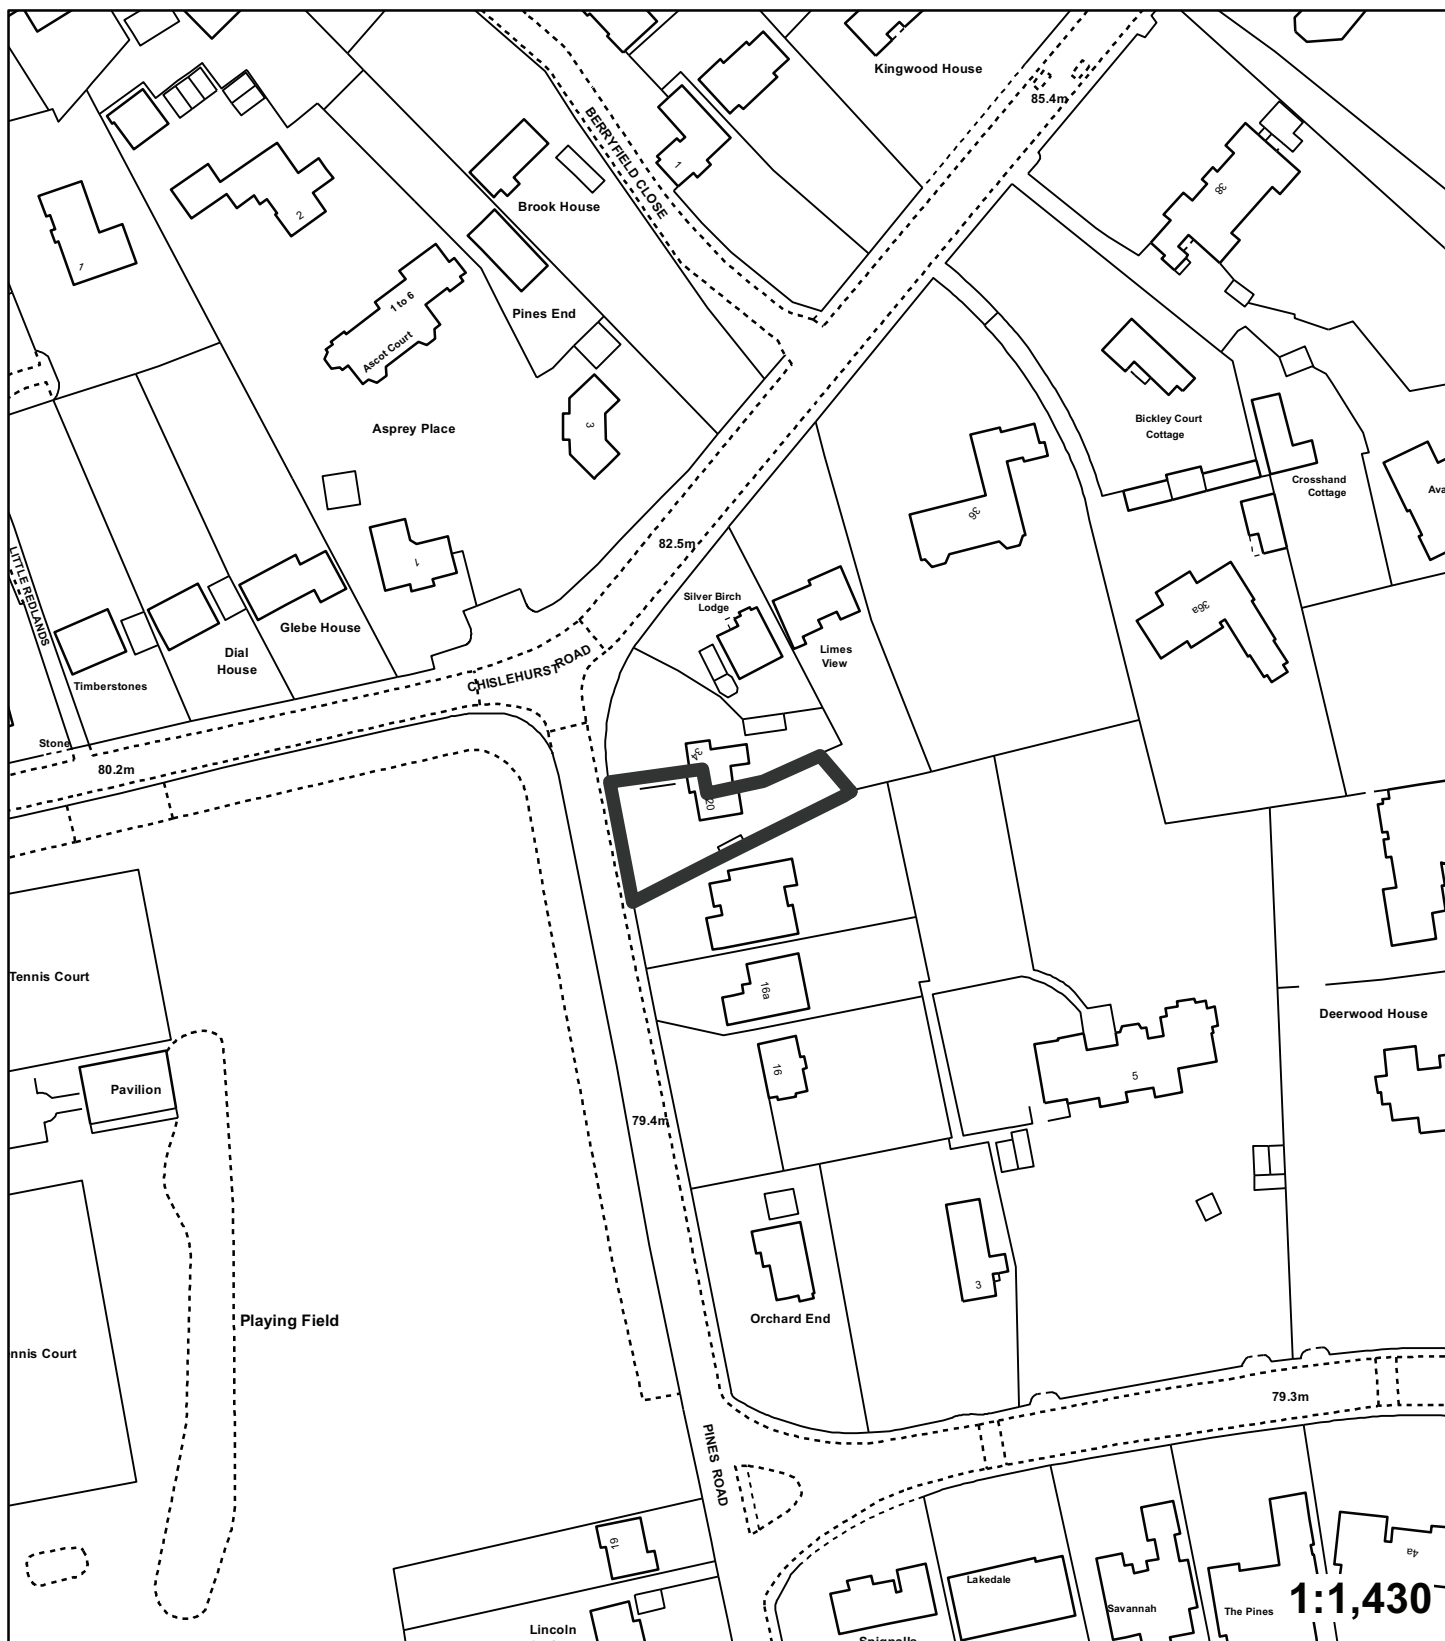 Kingwood House
85.4m
BERRYFIELD CLOSE
1
38
Brook House
2
1
1 to 6
Ascot Court
Pines End
3
Asprey Place
Bickley Court
Cottage
Crosshand
Cottage
Ava
36
82.5m
1
LITTLE REDLANDS
Silver Birch
Lodge
36a
Glebe House
Dial
House
Limes
View
Timberstones
CHISLEHURST ROAD
Stone
80.2m
34
20
Tennis Court
16a
Deerwood House
Pavilion
16
5
79.4m
3
Playing Field
Orchard End
nnis Court
79.3m
PINES ROAD
19
4a
Lakedale
Savannah
The Pines
1:1,430
Lincoln